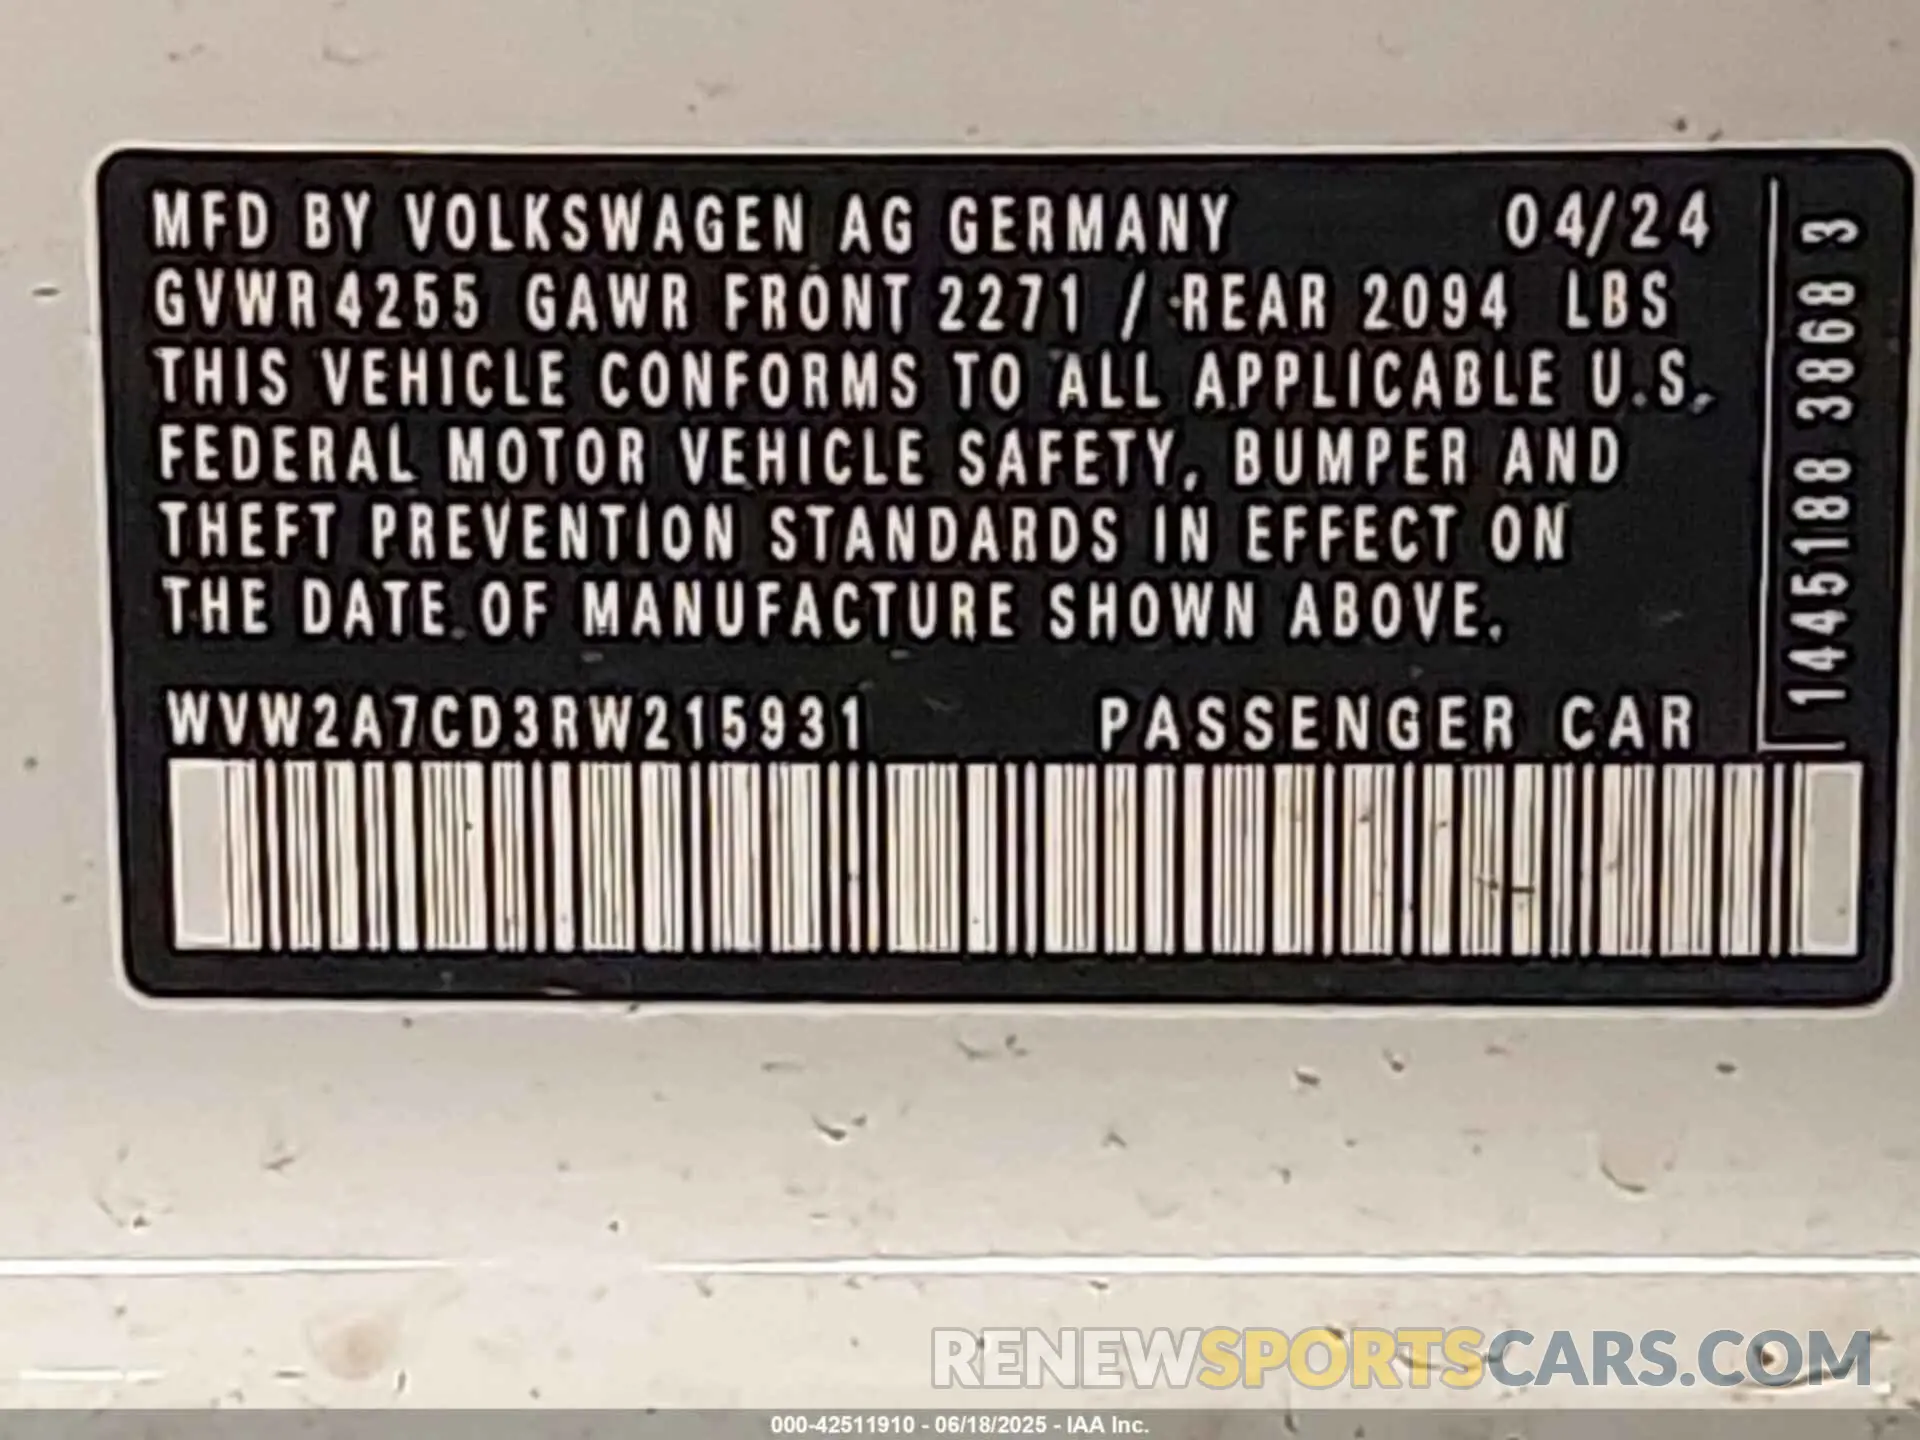 MFD BY VOLKSWAGEN AG GERMANY 04/24
GVWR 4255 GAWR FRONT 2271 / REAR 2094 LBS
THIS VEHICLE CONFORMS TO ALL APPLICABLE U.S.
FEDERAL MOTOR VEHICLE SAFETY, BUMPER AND
THEFT PREVENTION STANDARDS IN EFFECT ON
THE DATE OF MANUFACTURE SHOWN ABOVE.
WVW2A7CD3RW215931 PASSENGER CAR
1445188 3868 3
RENEWSPORTSCARS.COM
000-42511910 - 06/18/2025 - IAA Inc.